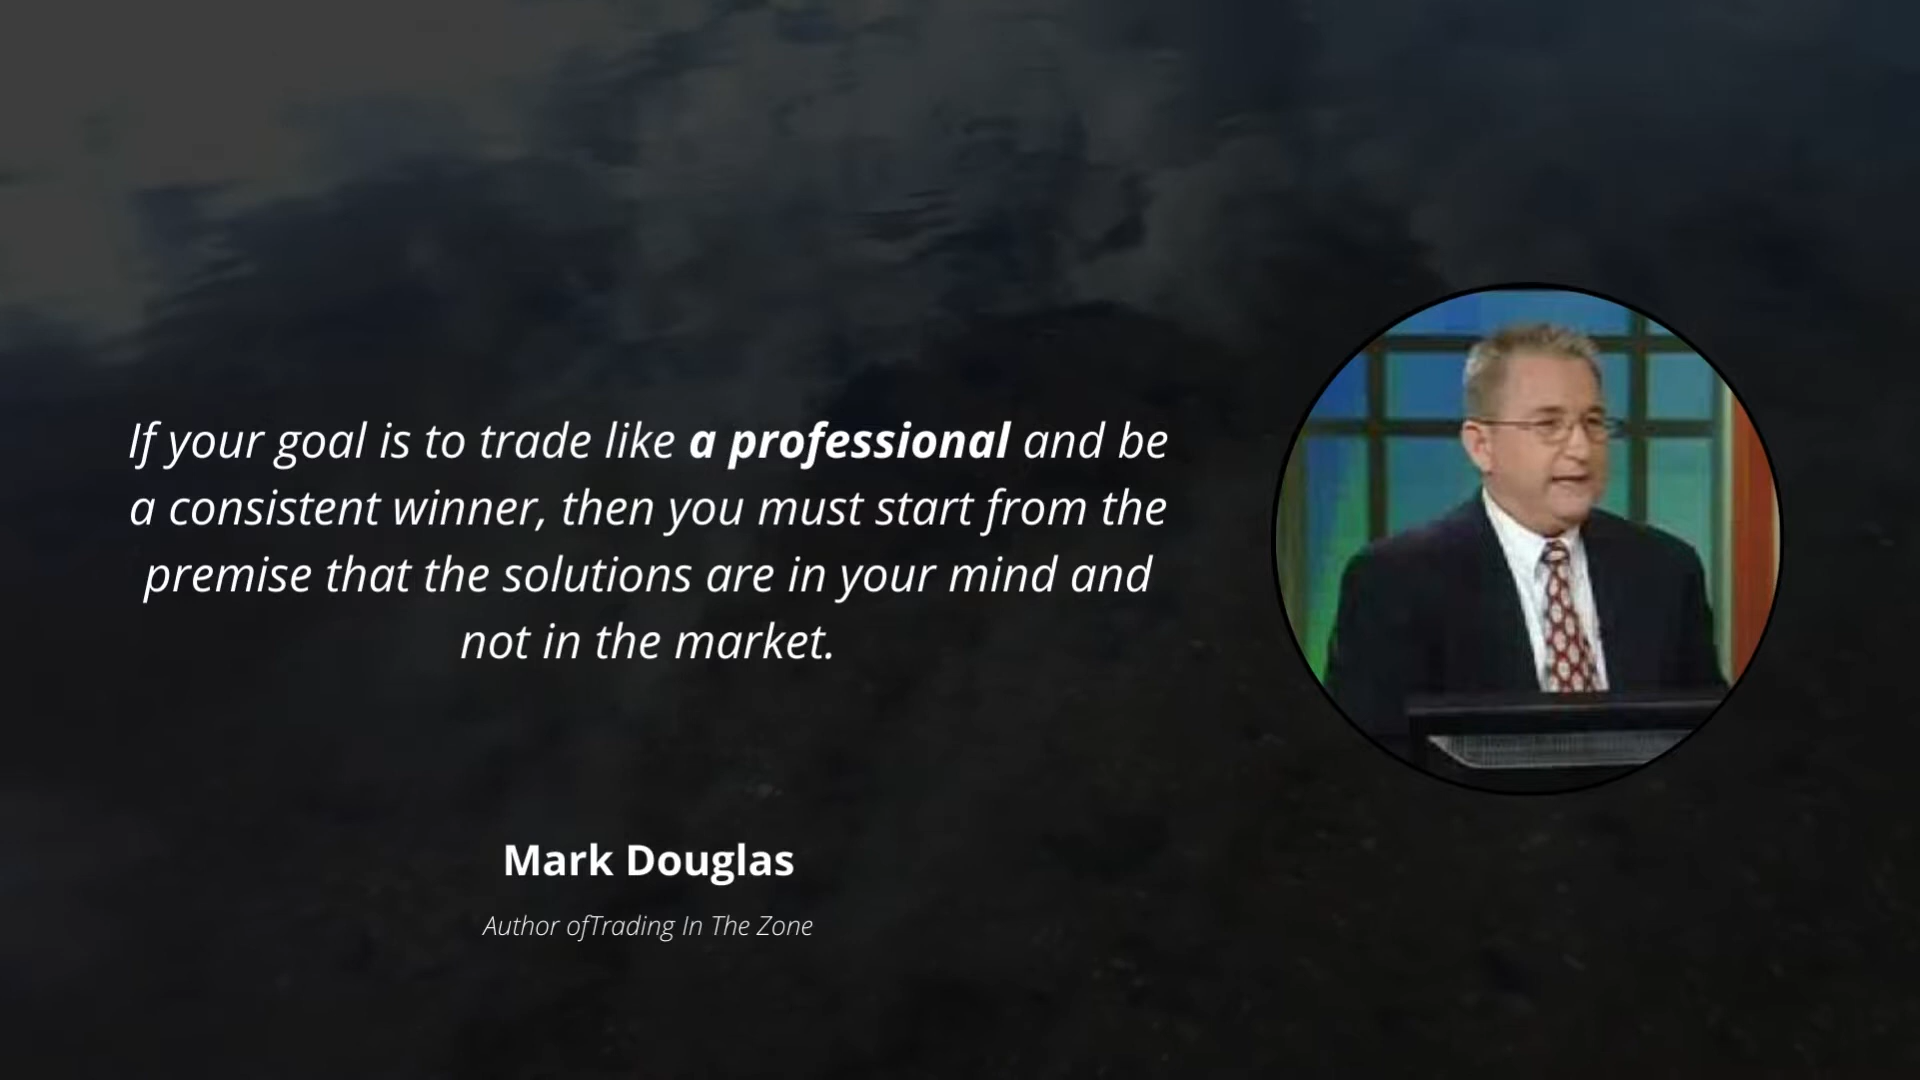 If your goal is to trade like a professional and be
a consistent winner, then you must start from the
premise that the solutions are in your mind and
not in the market.
Mark Douglas
Author ofTrading In The Zone